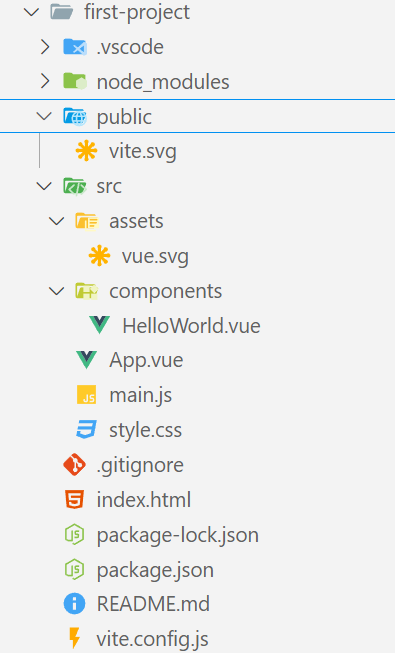 first-project
.vscode
node_modules
public
vite.svg
src
assets
vue.svg
components
HelloWorld.vue
App.vue
main.js
style.css
.gitignore
index.html
package-lock.json
package.json
README.md
vite.config.js